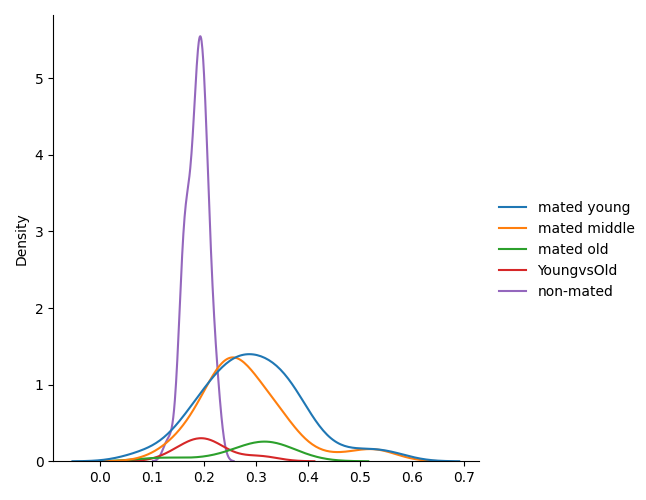 5
4
3
2
1
0
Density
0.0 0.1 0.2 0.3 0.4 0.5 0.6 0.7
mated young
mated middle
mated old
YoungvsOld
non-mated